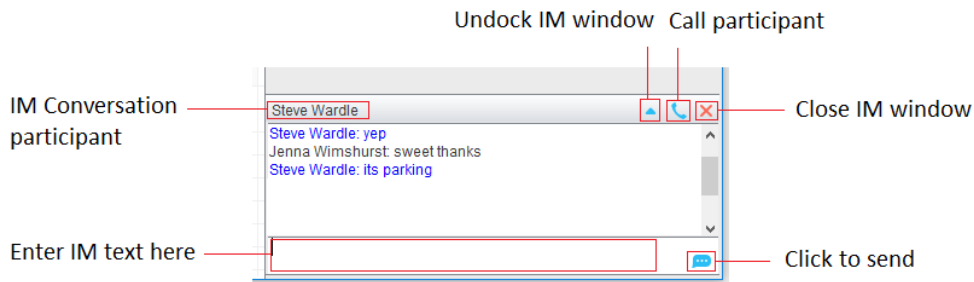 Undock IM window
Call participant
IM Conversation
participant
Steve Wardle
Close IM window
Steve Wardle: yep
Jenna Wimshurst: sweet thanks
Steve Wardle: its parking
Enter IM text here
Click to send